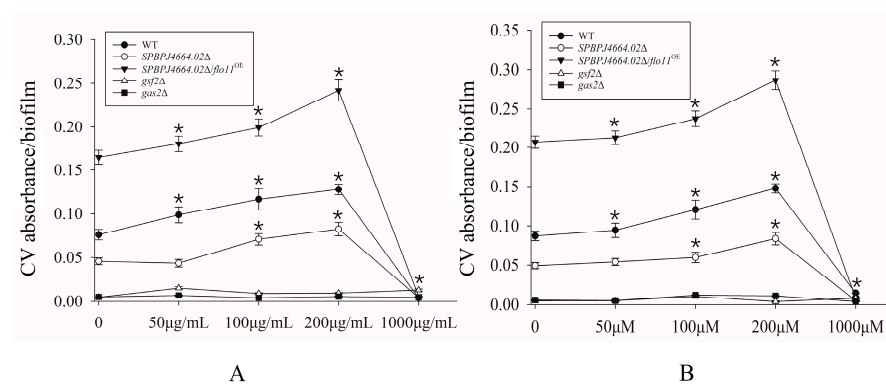 CV absorbance/biofilm
0.30
0.25
0.20
0.15
0.10
0.05
0.00
WT
SPBPJ4664.02Δ
SPBPJ4664.02Δ/flo11OE
gsf2Δ
gas2Δ
* * *
* * *
* *
*
0 50μg/mL 100μg/mL 200μg/mL 1000μg/mL
A
CV absorbance/biofilm
0.35
0.30
0.25
0.20
0.15
0.10
0.05
0.00
WT
SPBPJ4664.02Δ
SPBPJ4664.02Δ/flo11OE
gsf2Δ
gas2Δ
* * *
* * *
* *
*
0 50μM 100μM 200μM 1000μM
B